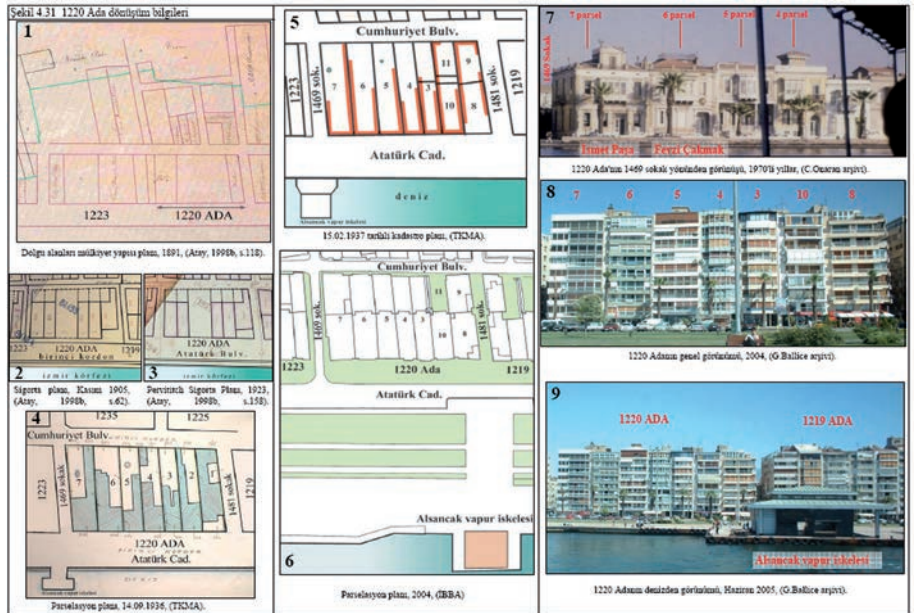 Şekil 4.31 1220 Ada dönüşüm bilgileri
1
1223 1220 ADA
Dolgu alanları mülkiyet yapısı planı, 1891, (Atay, 1998b, s.118).
1223 1220 ADA 1219
birinci kordon
izmir körfezi
2
Sigorta planı, Kasım 1905,
(Atay, 1998b, s.62).
1220 ADA
Atatürk Bulv.
izmir körfezi
3
Pervititch Sigorta Planı, 1923,
(Atay, 1998b, s.158).
4
1235 1225
Cumhuriyet Bulv.
1223
1469 sokak
7 6 5 4 3 2 1
1481 sokak
1219
1220 ADA
Atatürk Cad.
Alsancak vapur iskelesi
Parselasyon planı, 14.09.1936, (TKMA).
5
Cumhuriyet Bulv.
1223
1469 sok.
7 6 5 4 3 11 9
10 8
1481 sok.
1219
Atatürk Cad.
deniz
Alsancak vapur iskelesi
15.02.1937 tarihli kadastro planı, (TKMA).
Cumhuriyet Bulv.
1469 sok.
7 6 5 4 3 11 9
10 8
1481 sok.
1223 1220 Ada 1219
Atatürk Cad.
Alsancak vapur iskelesi
6
Parselasyon planı, 2004, (İBBA)
7
1469 Sokak
7 parsel 6 parsel 5 parsel 4 parsel
İsmet Paşa Fevzi Çakmak
1220 Ada'nın 1469 sokak yönünden görünüşü, 1970'li yıllar, (C.Onaran arşivi).
8
7 6 5 4 3 10 8
1220 Adanın genel görünümü, 2004, (G.Ballice arşivi).
9
1220 ADA 1219 ADA
Alsancak vapur iskelesi
1220 Adanın denizden görünümü, Haziran 2005, (G.Ballice arşivi).